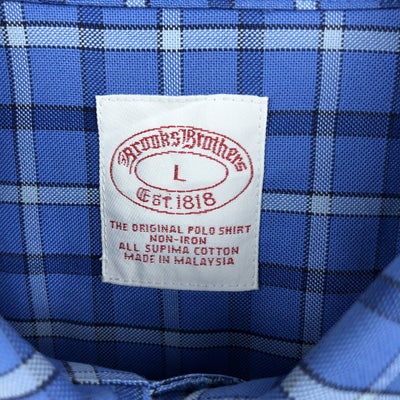 Brooks Brothers
L
EST. 1818
THE ORIGINAL POLO SHIRT
NON-IRON
ALL SUPIMA COTTON
MADE IN MALAYSIA